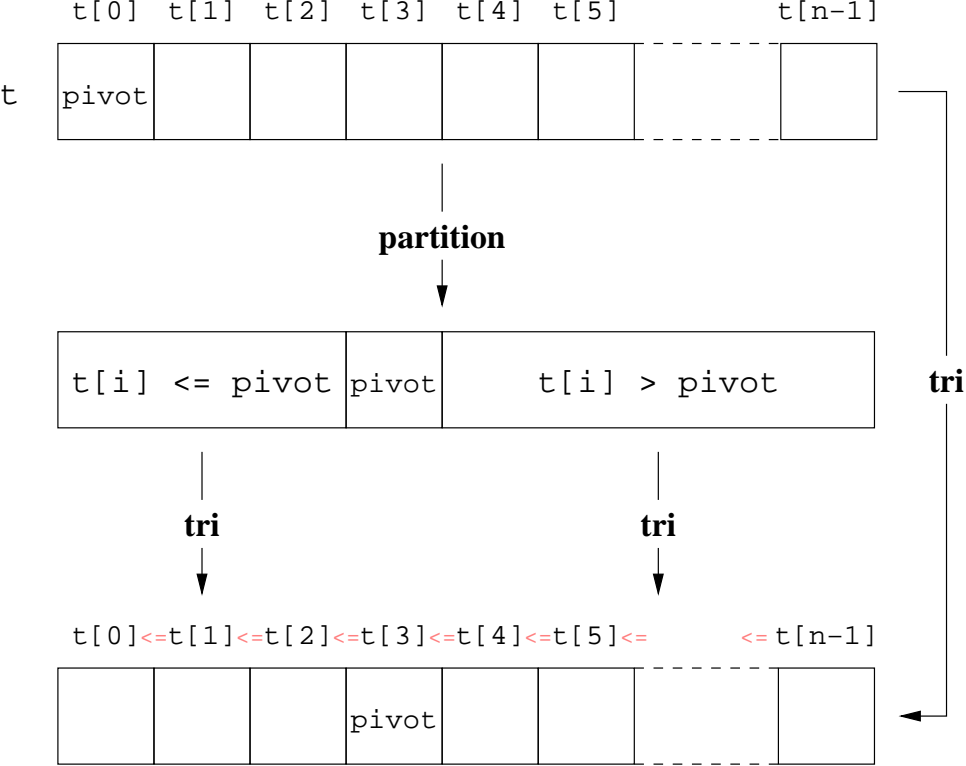 t[0] t[1] t[2] t[3] t[4] t[5] t[n-1]
t pivot
partition
t[i] <= pivot pivot t[i] > pivot
tri
tri tri
t[0]<=t[1]<=t[2]<=t[3]<=t[4]<=t[5]<= <= t[n-1]
pivot